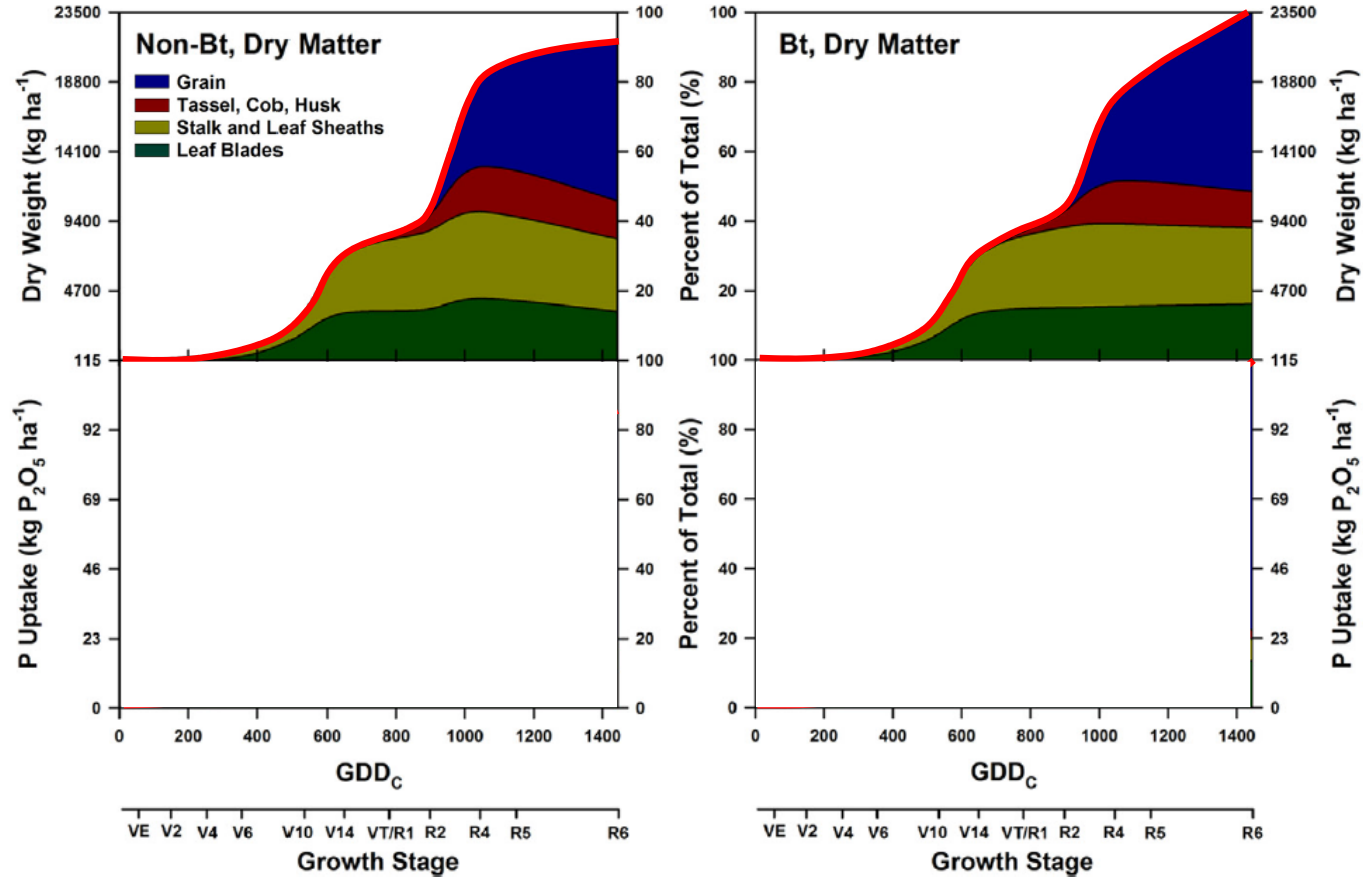 Non-Bt, Dry Matter
Grain
Tassel, Cob, Husk
Stalk and Leaf Sheaths
Leaf Blades
Dry Weight (kg ha-1)
23500
18800
14100
9400
4700
115
100
80
60
40
20
100
P Uptake (kg P2O5 ha-1)
92
69
46
23
0
80
60
40
20
0
0 200 400 600 800 1000 1200 1400
GDDC
VE V2 V4 V6 V10 V14 VT/R1 R2 R4 R5 R6
Growth Stage
Bt, Dry Matter
Percent of Total (%)
100
80
60
40
20
100
23500
18800
14100
9400
4700
115
Dry Weight (kg ha-1)
Percent of Total (%)
80
60
40
20
0
92
69
46
23
0
P Uptake (kg P2O5 ha-1)
0 200 400 600 800 1000 1200 1400
GDDC
VE V2 V4 V6 V10 V14 VT/R1 R2 R4 R5 R6
Growth Stage